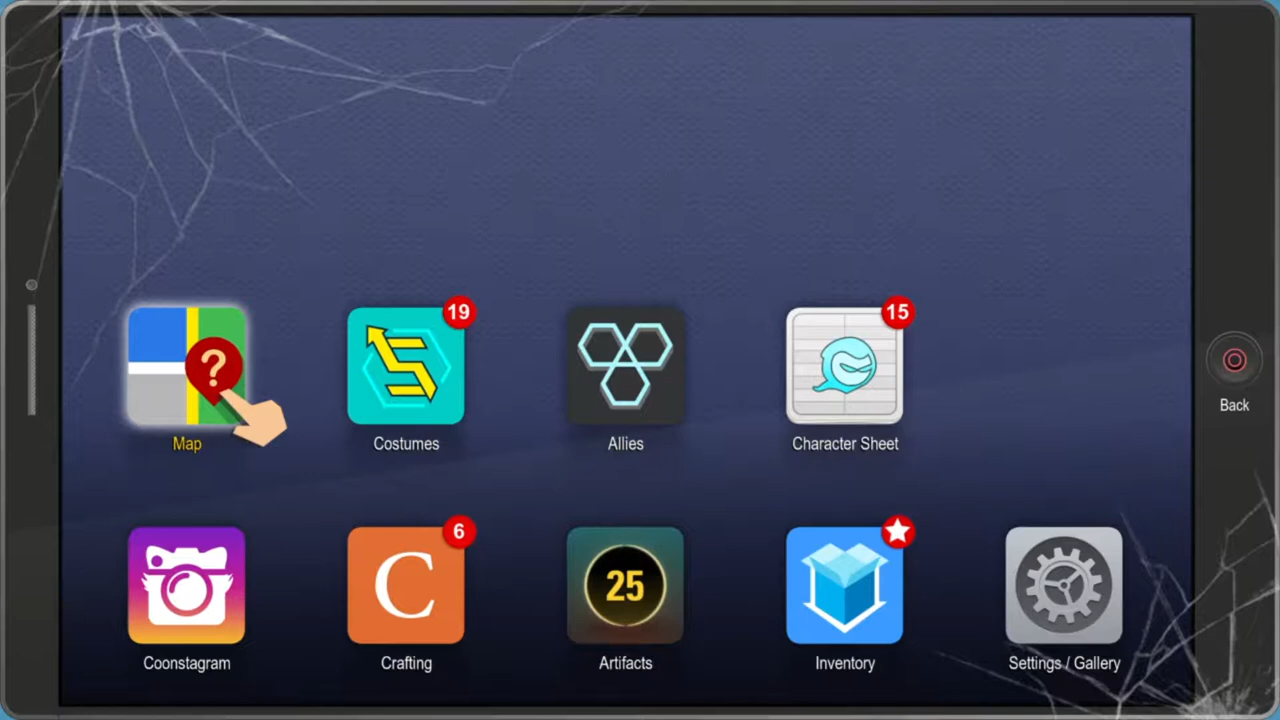 ?
19
15
Map
Costumes
Allies
Character Sheet
Back
6
C
25
Coonstagram
Crafting
Artifacts
Inventory
Settings / Gallery